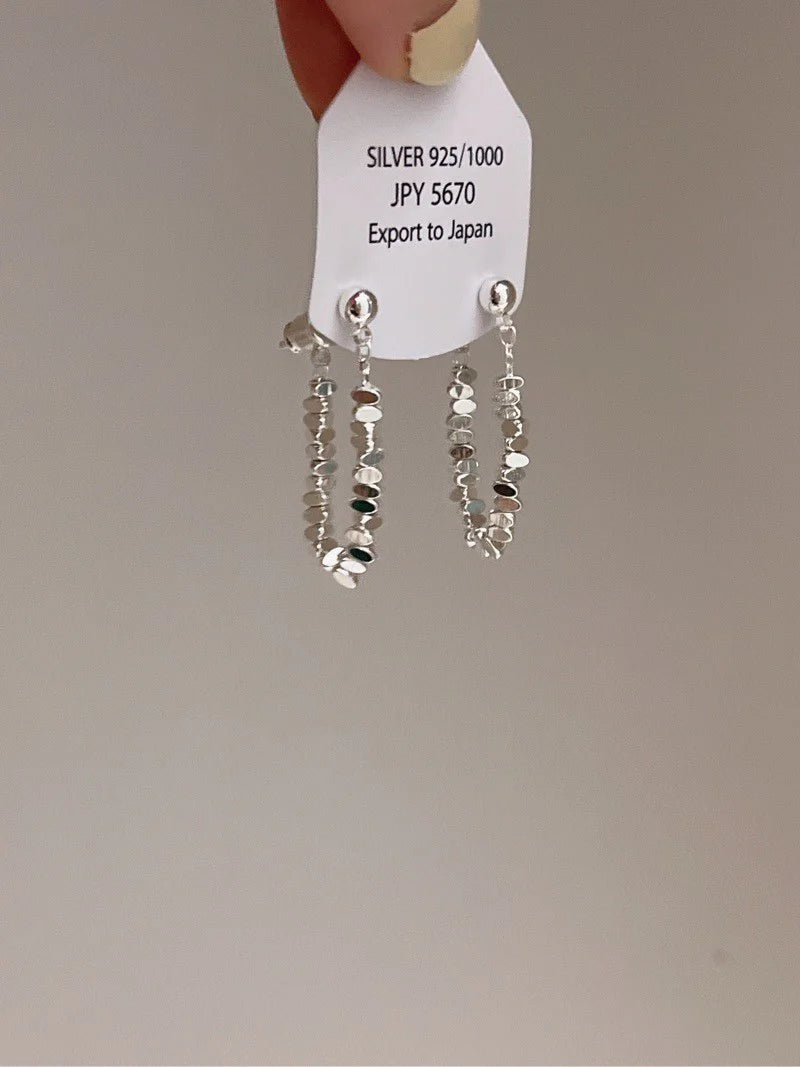 SILVER 925/1000
JPY 5670
Export to Japan